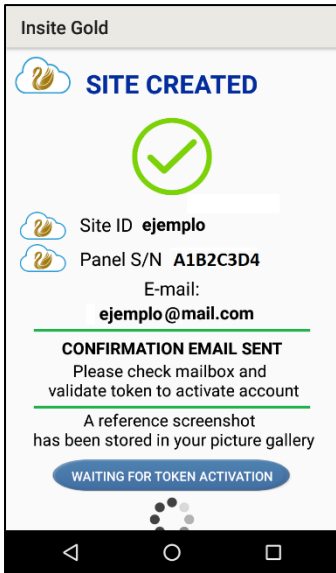 Insite Gold
SITE CREATED
Site ID ejemplo
Panel S/N A1B2C3D4
E-mail:
ejemplo@mail.com
CONFIRMATION EMAIL SENT
Please check mailbox and
validate token to activate account
A reference screenshot
has been stored in your picture gallery
WAITING FOR TOKEN ACTIVATION